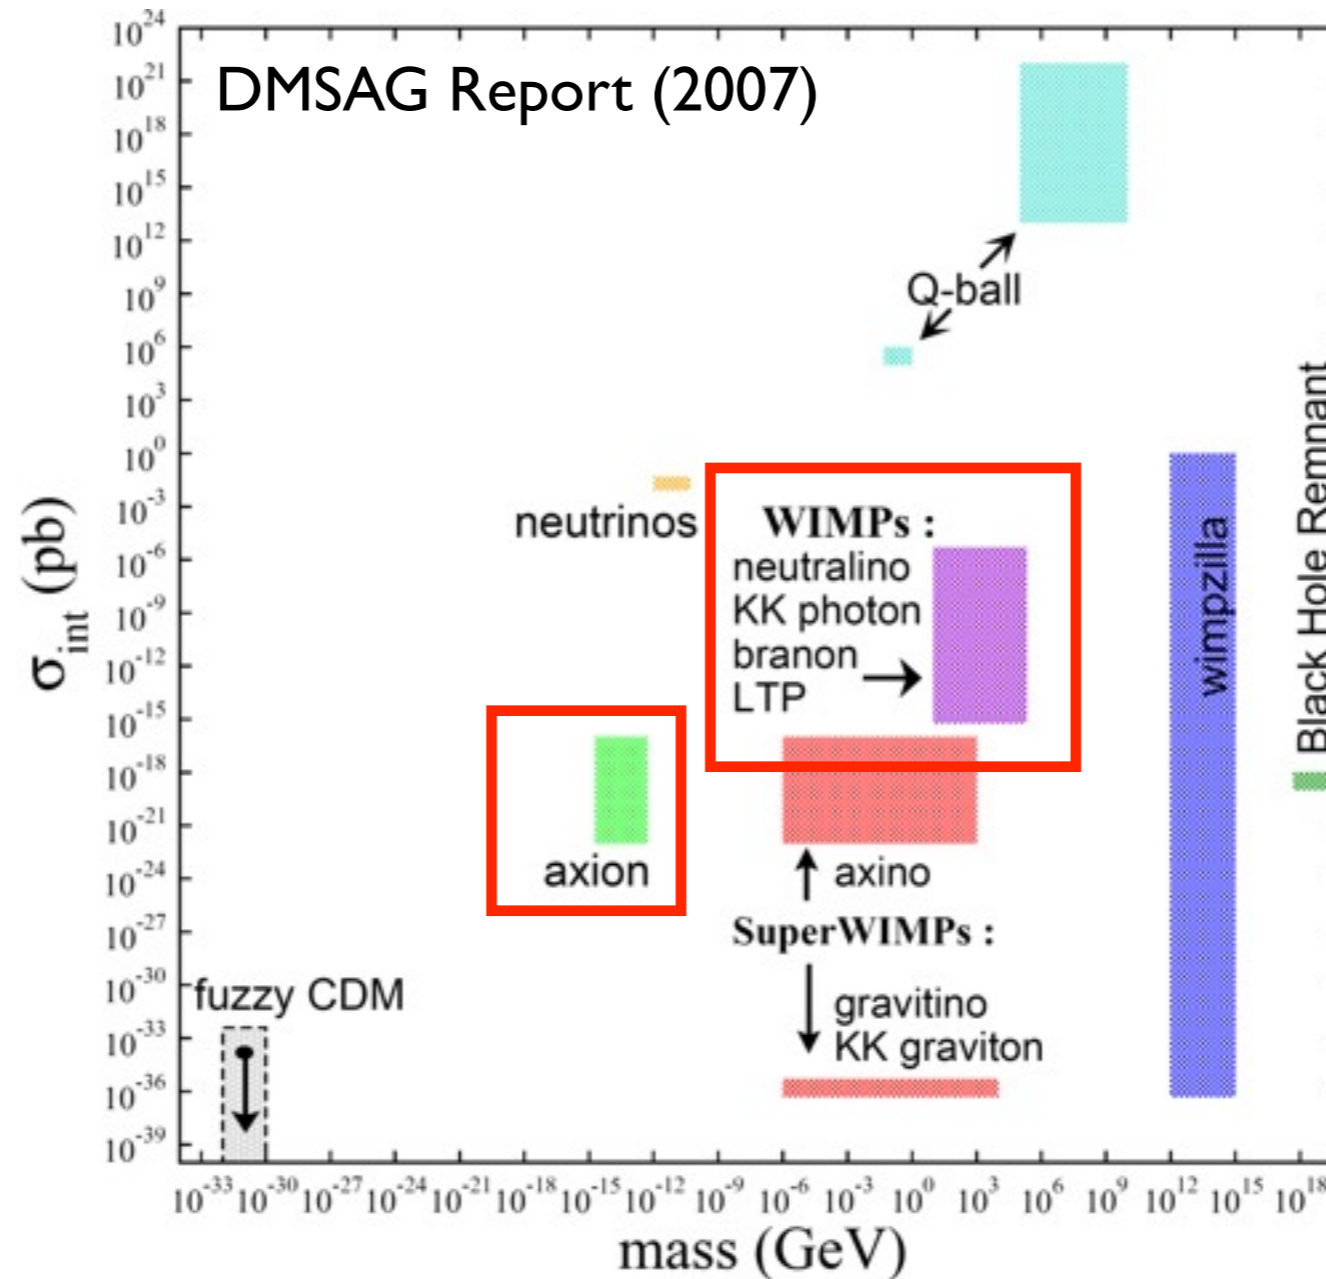 DMSAG Report (2007)
10^24
10^21
10^18
10^15
10^12
10^9
10^6
10^3
10^0
10^-3
10^-6
10^-9
10^-12
10^-15
10^-18
10^-21
10^-24
10^-27
10^-30
10^-33
10^-36
10^-39
σ_int (pb)
Q-ball
neutrinos
WIMPs :
neutralino
KK photon
branon
LTP
wimpzilla
Black Hole Remnant
axion
axino
SuperWIMPs :
gravitino
KK graviton
fuzzy CDM
10^-33 10^-30 10^-27 10^-24 10^-21 10^-18 10^-15 10^-12 10^-9 10^-6 10^-3 10^0 10^3 10^6 10^9 10^12 10^15 10^18
mass (GeV)